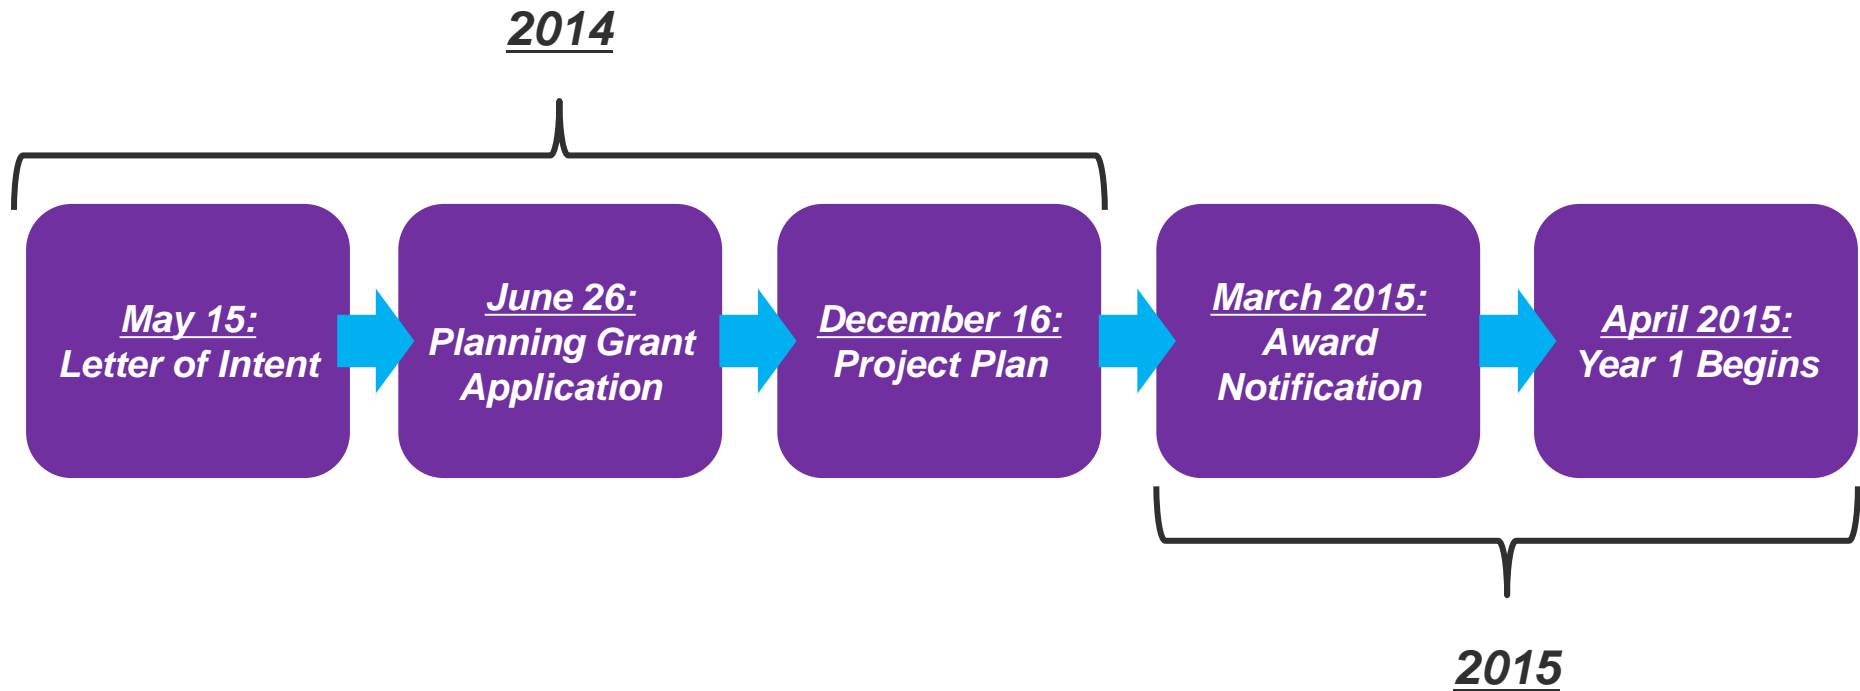 2014
May 15:
Letter of Intent
June 26:
Planning Grant
Application
December 16:
Project Plan
March 2015:
Award
Notification
April 2015:
Year 1 Begins
2015